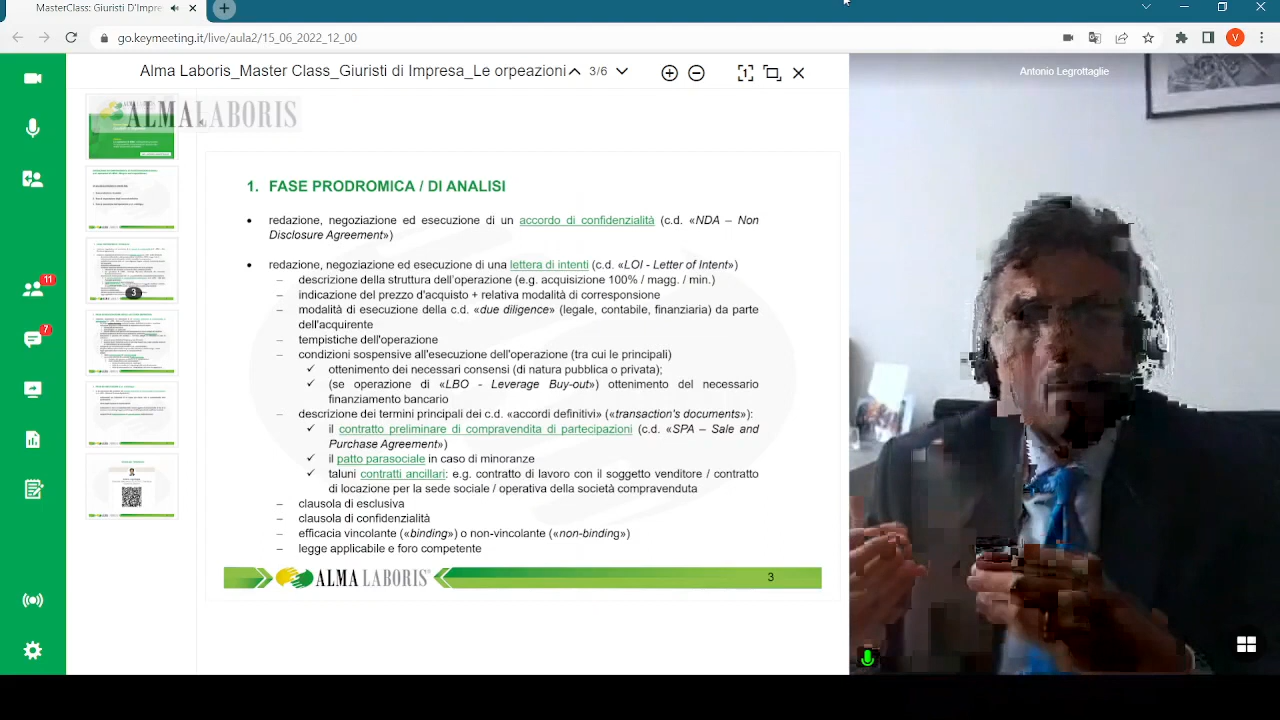 MasterClass: Giuristi D'Impres
go.keymeeting.it/live/aula2/15_06_2022_12_00
V
Alma Laboris_Master Class_Giuristi di Impresa_Le orpeazioni
3/6
Antonio Legrottaglie
ALMA LABORIS
11
7
3
1. FASE PRODROMICA / DI ANALISI
• redazione, negoziazione ed esecuzione di un accordo di confidenzialità (c.d. «NDA – Non
Disclosure Agreement»)
• redazione, negoziazione ed esecuzione di una lettera di intenti (c.d. «LOI - Letter of Intent»)
– descrizione della struttura dell'operazione (e.g. acquisizione 100% / magg. / min.)
– indicazione del prezzo d'acquisto + relativa modalità di corresponsione
– modalità di esecuzione della c.d. «due diligence» (legale, contabile, finanziaria) da parte
dell'acquirente
– tempistiche dell'operazione
– condizioni sospensive all'esecuzione dell'operazione (tra cui le principali)
✓ ottenimento dei necessari consensi (di natura pubblica o privata);
✓ (se operazione di «LBO - Leveraged Buy-out») ottenimento del necessario
finanziamento bancario
– definizione dei termini principali dei c.d. «accordi definitivi» («transaction's documents»):
✓ il contratto preliminare di compravendita di partecipazioni (c.d. «SPA – Sale and
Purchase Agreement»)
✓ il patto parasociale in caso di minoranze
✓ taluni contratti ancillari: e.g. contratto di lavoro con il soggetto venditore / contratto
di locazione per la sede sociale / operativa della società compravenduta
– clausola di esclusiva
– clausola di confidenzialità
– efficacia vincolante («binding») o non-vincolante («non-binding»)
– legge applicabile e foro competente
ALMA LABORIS®
3